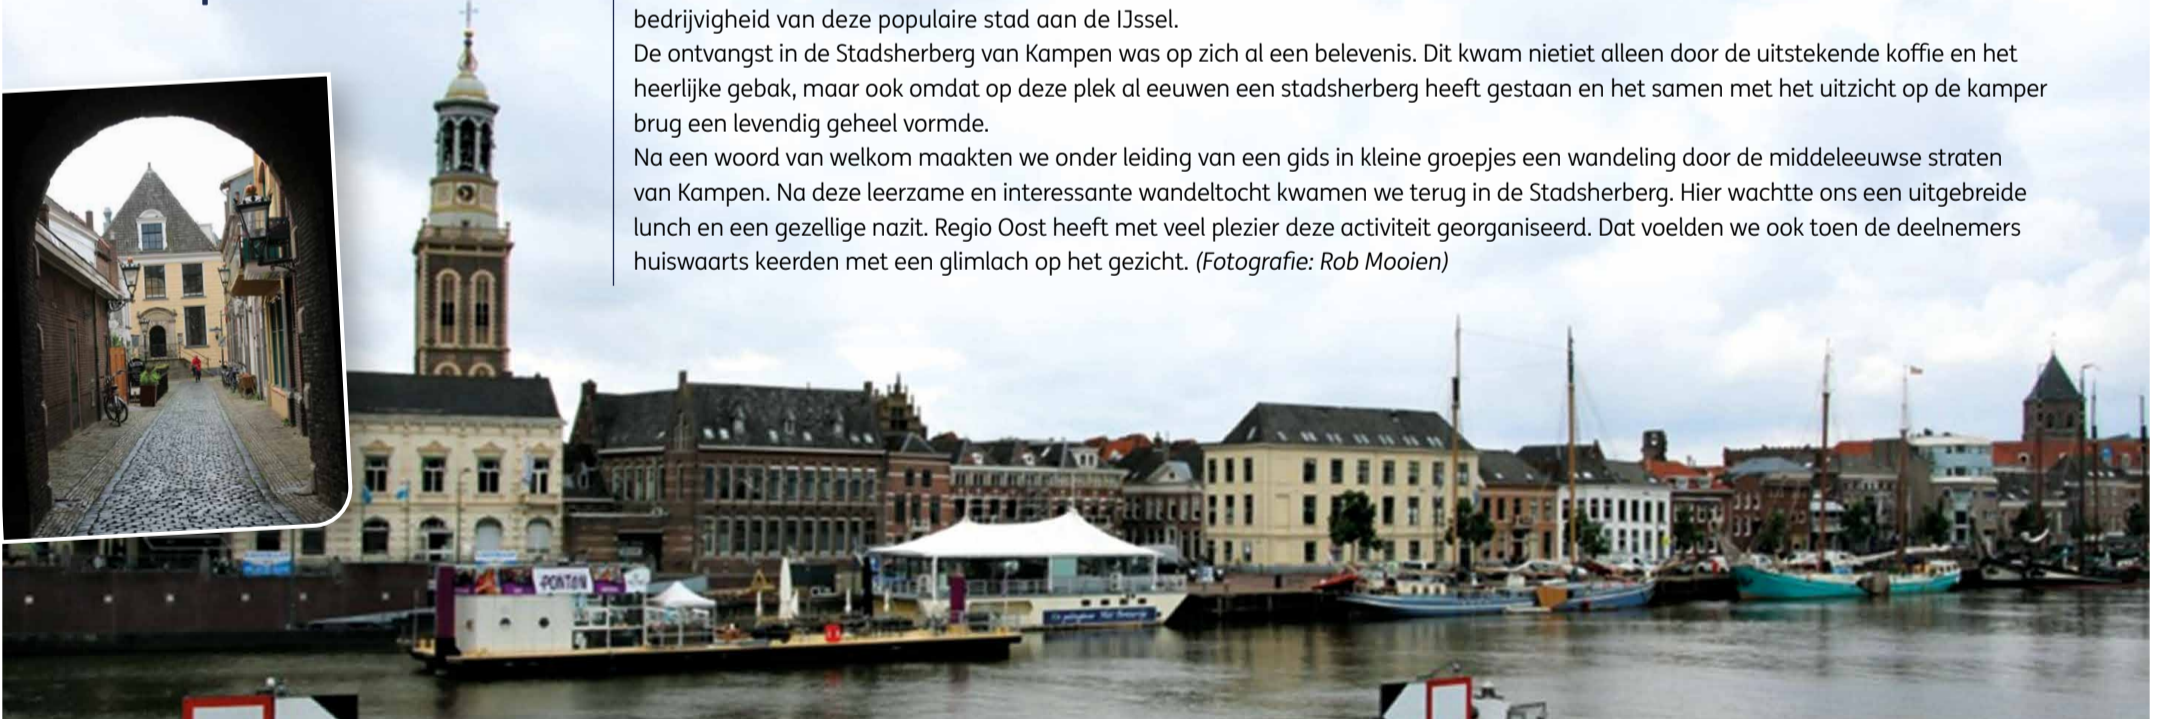 bedrijvigheid van deze populaire stad aan de IJssel.
De ontvangst in de Stadsherberg van Kampen was op zich al een belevenis. Dit kwam nietiet alleen door de uitstekende koffie en het
heerlijke gebak, maar ook omdat op deze plek al eeuwen een stadsherberg heeft gestaan en het samen met het uitzicht op de kamper
brug een levendig geheel vormde.
Na een woord van welkom maakten we onder leiding van een gids in kleine groepjes een wandeling door de middeleeuwse straten
van Kampen. Na deze leerzame en interessante wandeltocht kwamen we terug in de Stadsherberg. Hier wachtte ons een uitgebreide
lunch en een gezellige nazit. Regio Oost heeft met veel plezier deze activiteit georganiseerd. Dat voelden we ook toen de deelnemers
huiswaarts keerden met een glimlach op het gezicht. (Fotografie: Rob Mooien)
PONTON